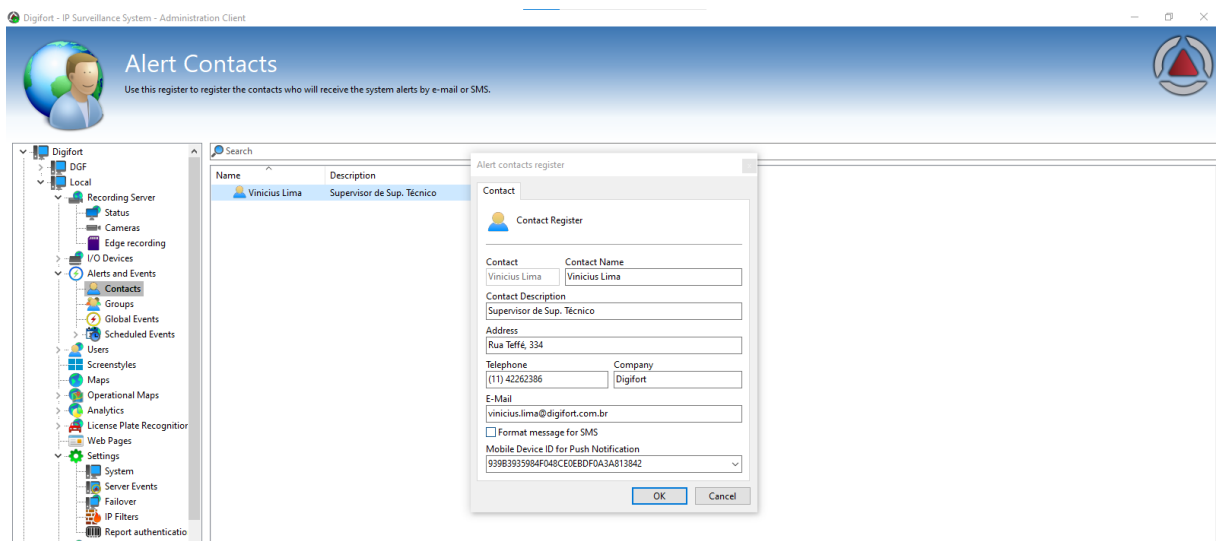 Digifort - IP Surveillance System - Administration Client
Alert Contacts
Use this register to register the contacts who will receive the system alerts by e-mail or SMS.
Digifort
DGF
Local
Recording Server
Status
Cameras
Edge recording
I/O Devices
Alerts and Events
Contacts
Groups
Global Events
Scheduled Events
Users
Screenstyles
Maps
Operational Maps
Analytics
License Plate Recognition
Web Pages
Settings
System
Server Events
Failover
IP Filters
Report authenticatio
Search
Name Description
Vinicius Lima Supervisor de Sup. Técnico
Alert contacts register
Contact
Contact Register
Contact Contact Name
Vinicius Lima Vinicius Lima
Contact Description
Supervisor de Sup. Técnico
Address
Rua Teffé, 334
Telephone Company
(11) 42262386 Digifort
E-Mail
vinicius.lima@digifort.com.br
Format message for SMS
Mobile Device ID for Push Notification
939B3935984F048CE0EBDF0A3A813842
OK Cancel